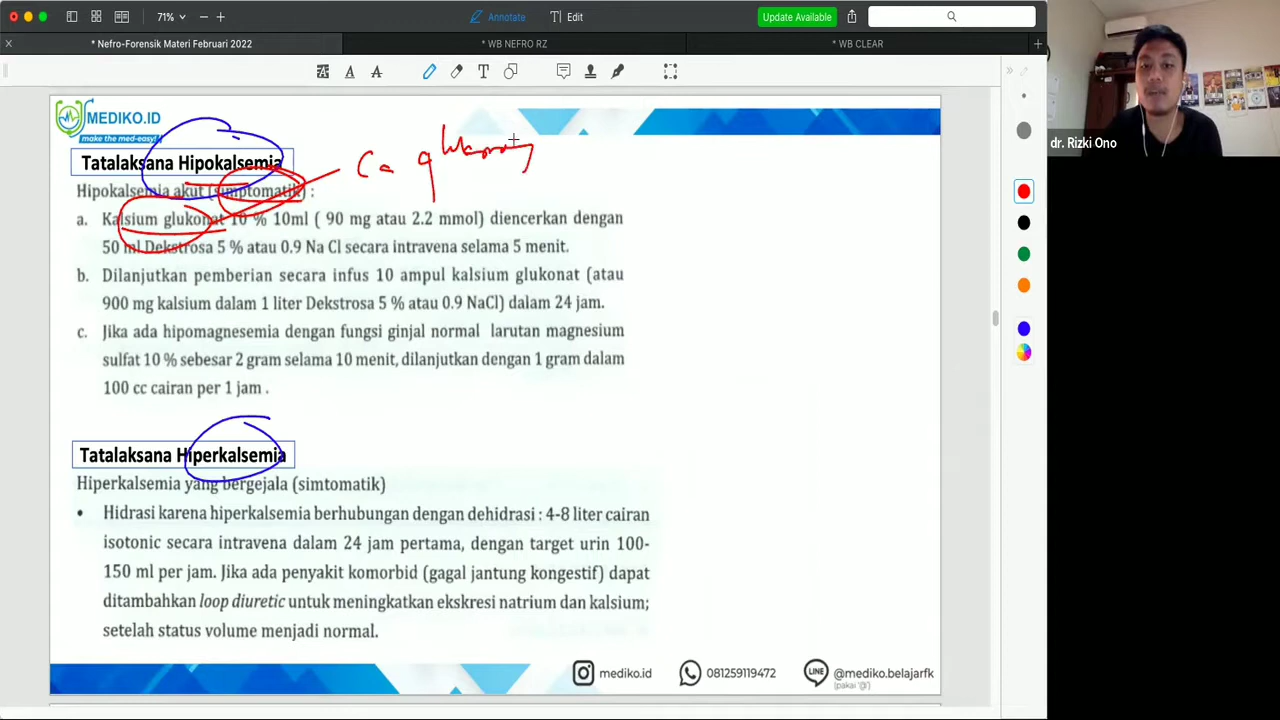 71%
Annotate
Edit
Update Available
* Nefro-Forensik Materi Februari 2022
* WB NEFRO RZ
* WB CLEAR
MEDIKO.ID
make the med-easy!
dr. Rizki Ono
Tatalaksana Hipokalsemia
Hipokalsemia akut (simptomatik) :
Ca glukonas
a. Kalsium glukonat 10 % 10ml ( 90 mg atau 2.2 mmol) diencerkan dengan
50 ml Dekstrosa 5 % atau 0.9 Na Cl secara intravena selama 5 menit.
b. Dilanjutkan pemberian secara infus 10 ampul kalsium glukonat (atau
900 mg kalsium dalam 1 liter Dekstrosa 5 % atau 0.9 NaCl) dalam 24 jam.
c. Jika ada hipomagnesemia dengan fungsi ginjal normal larutan magnesium
sulfat 10 % sebesar 2 gram selama 10 menit, dilanjutkan dengan 1 gram dalam
100 cc cairan per 1 jam .
Tatalaksana Hiperkalsemia
Hiperkalsemia yang bergejala (simtomatik)
• Hidrasi karena hiperkalsemia berhubungan dengan dehidrasi : 4-8 liter cairan
isotonic secara intravena dalam 24 jam pertama, dengan target urin 100-
150 ml per jam. Jika ada penyakit komorbid (gagal jantung kongestif) dapat
ditambahkan loop diuretic untuk meningkatkan ekskresi natrium dan kalsium;
setelah status volume menjadi normal.
mediko.id
081259119472
LINE
@mediko.belajarfk
(pakai '@')